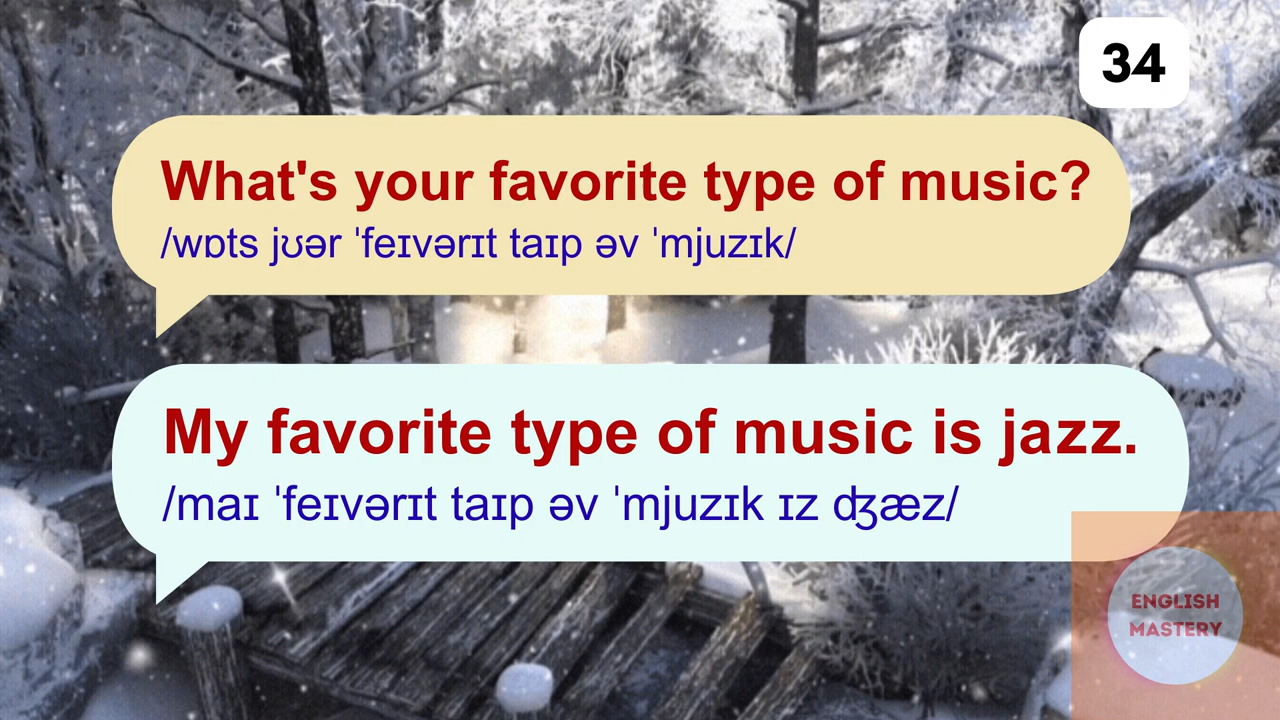 34
What's your favorite type of music?
/wɒts jʊər ˈfeɪvərɪt taɪp əv ˈmjuzɪk/
My favorite type of music is jazz.
/maɪ ˈfeɪvərɪt taɪp əv ˈmjuzɪk ɪz ʤæz/
ENGLISH
MASTERY